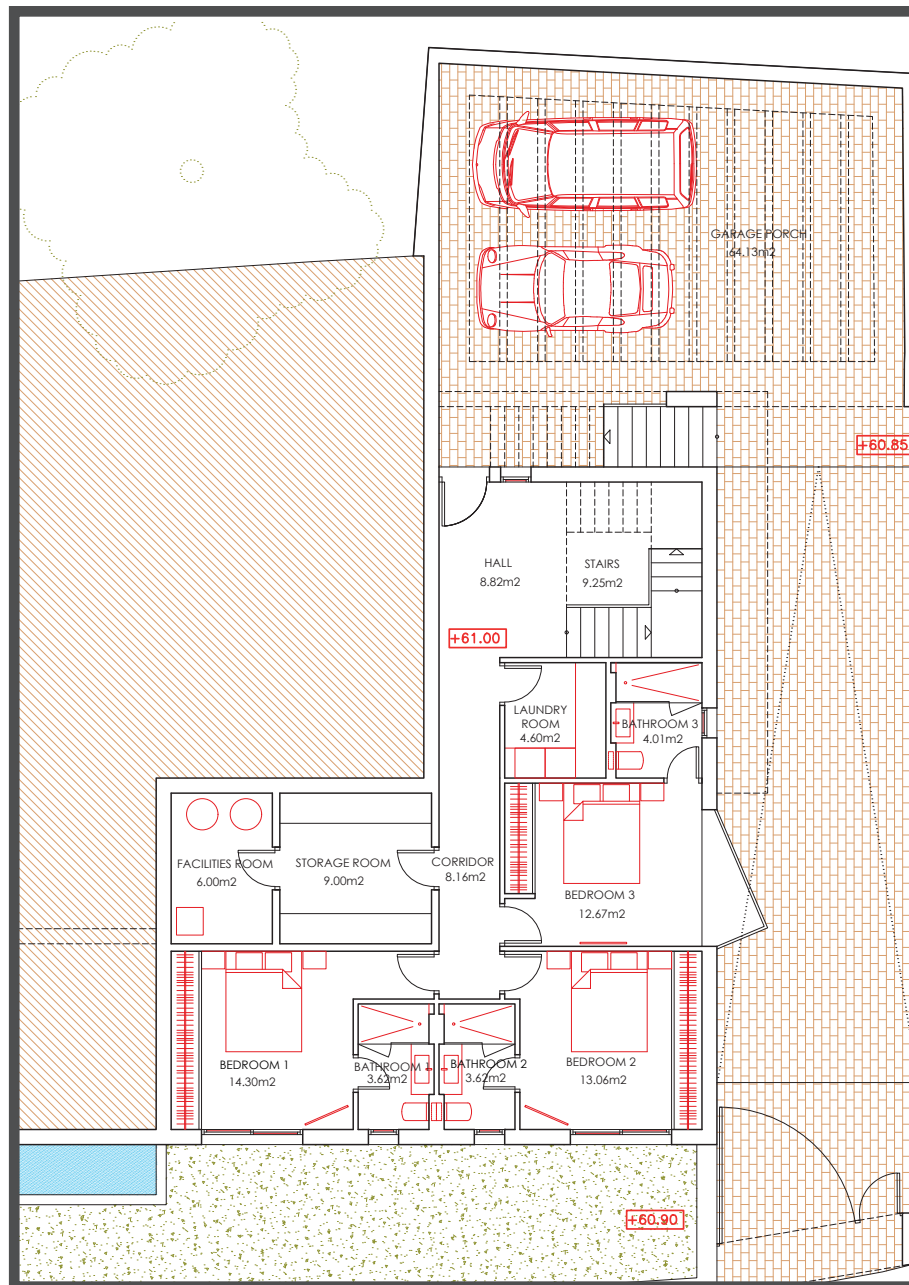 GARAGE PORCH
64.13m2
+60.85
HALL
8.82m2
STAIRS
9.25m2
+61.00
LAUNDRY
ROOM
4.60m2
BATHROOM 3
4.01m2
FACILITIES ROOM
6.00m2
STORAGE ROOM
9.00m2
CORRIDOR
8.16m2
BEDROOM 3
12.67m2
BEDROOM 1
14.30m2
BATHROOM 1
3.62m2
BATHROOM 2
3.62m2
BEDROOM 2
13.06m2
+60.90